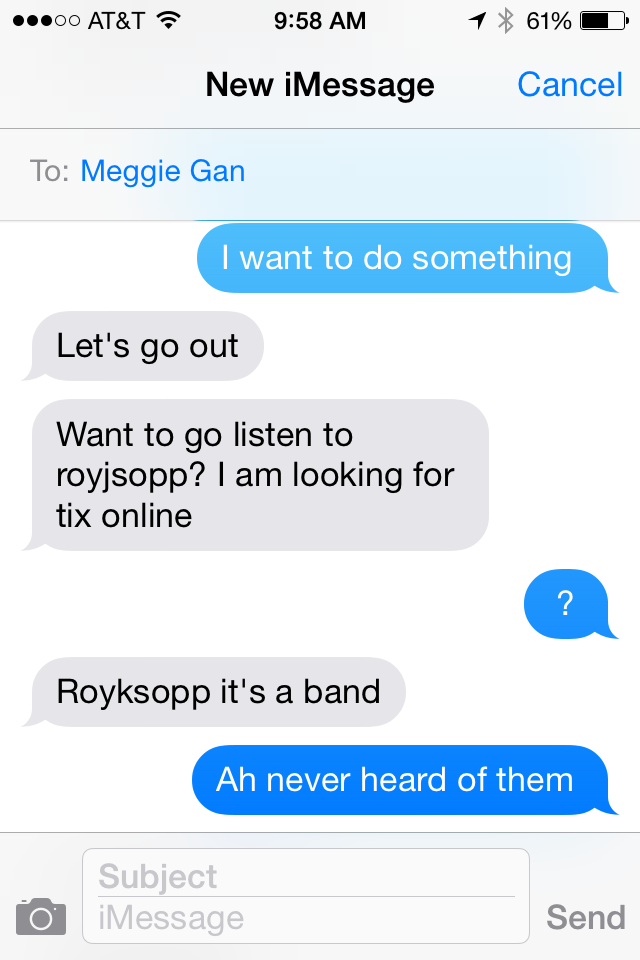 AT&T 9:58 AM 61%
New iMessage Cancel
To: Meggie Gan
I want to do something
Let's go out
Want to go listen to
royjsopp? I am looking for
tix online
?
Royksopp it's a band
Ah never heard of them
Subject
iMessage Send